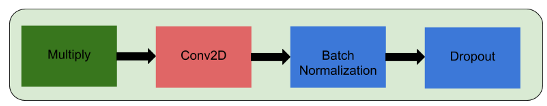 Multiply
Conv2D
Batch
Normalization
Dropout